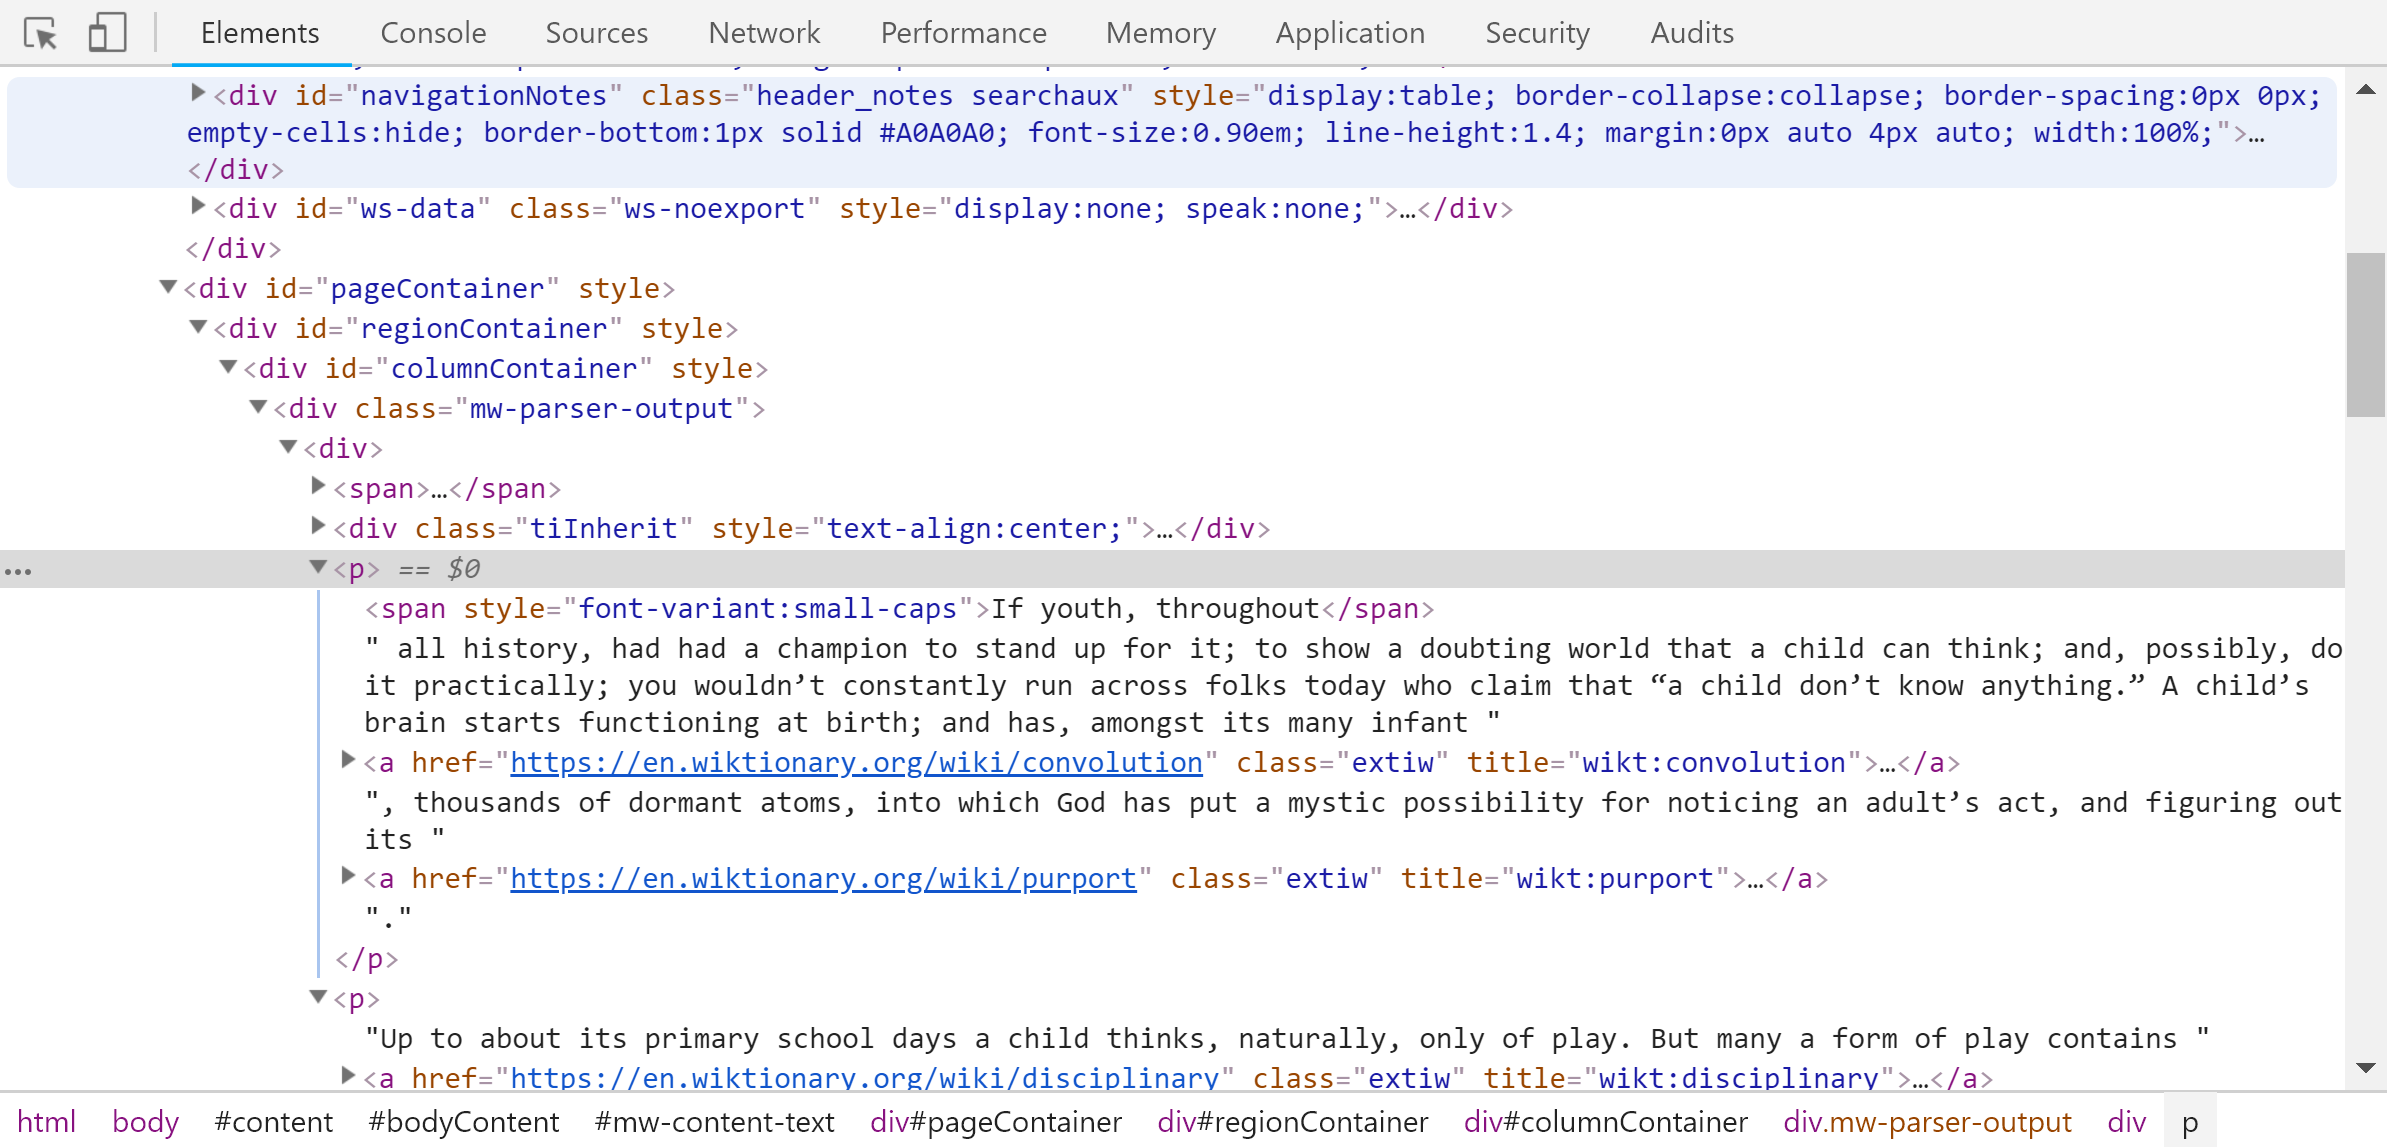 Elements Console Sources Network Performance Memory Application Security Audits
<div id="navigationNotes" class="header_notes searchaux" style="display:table; border-collapse:collapse; border-spacing:0px 0px;
empty-cells:hide; border-bottom:1px solid #A0A0A0; font-size:0.90em; line-height:1.4; margin:0px auto 4px auto; width:100%;">…
</div>
<div id="ws-data" class="ws-noexport" style="display:none; speak:none;">…</div>
</div>
<div id="pageContainer" style>
<div id="regionContainer" style>
<div id="columnContainer" style>
<div class="mw-parser-output">
<div>
<span>…</span>
<div class="tiInherit" style="text-align:center;">…</div>
<p> == $0
<span style="font-variant:small-caps">If youth, throughout</span>
" all history, had had a champion to stand up for it; to show a doubting world that a child can think; and, possibly, do
it practically; you wouldn’t constantly run across folks today who claim that “a child don’t know anything.” A child’s
brain starts functioning at birth; and has, amongst its many infant "
<a href="https://en.wiktionary.org/wiki/convolution" class="extiw" title="wikt:convolution">…</a>
", thousands of dormant atoms, into which God has put a mystic possibility for noticing an adult’s act, and figuring out
its "
<a href="https://en.wiktionary.org/wiki/purport" class="extiw" title="wikt:purport">…</a>
"."
</p>
<p>
"Up to about its primary school days a child thinks, naturally, only of play. But many a form of play contains "
<a href="https://en.wiktionary.org/wiki/disciplinary" class="extiw" title="wikt:disciplinary">…</a>
html body #content #bodyContent #mw-content-text div#pageContainer div#regionContainer div#columnContainer div.mw-parser-output div p